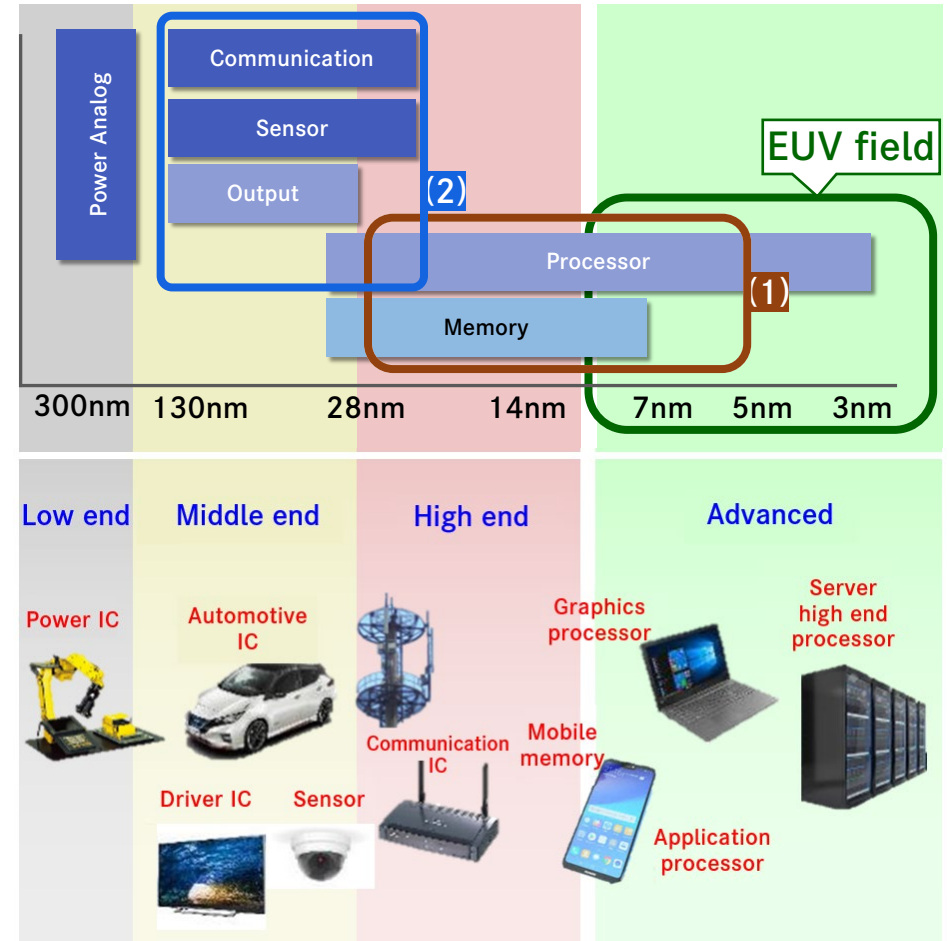 Power Analog
Communication
Sensor
Output
(2)
EUV field
Processor
(1)
Memory
300nm 130nm 28nm 14nm 7nm 5nm 3nm
Low end
Middle end
High end
Advanced
Power IC
Automotive
IC
Driver IC
Sensor
Communication
IC
Graphics
processor
Mobile
memory
Application
processor
Server
high end
processor